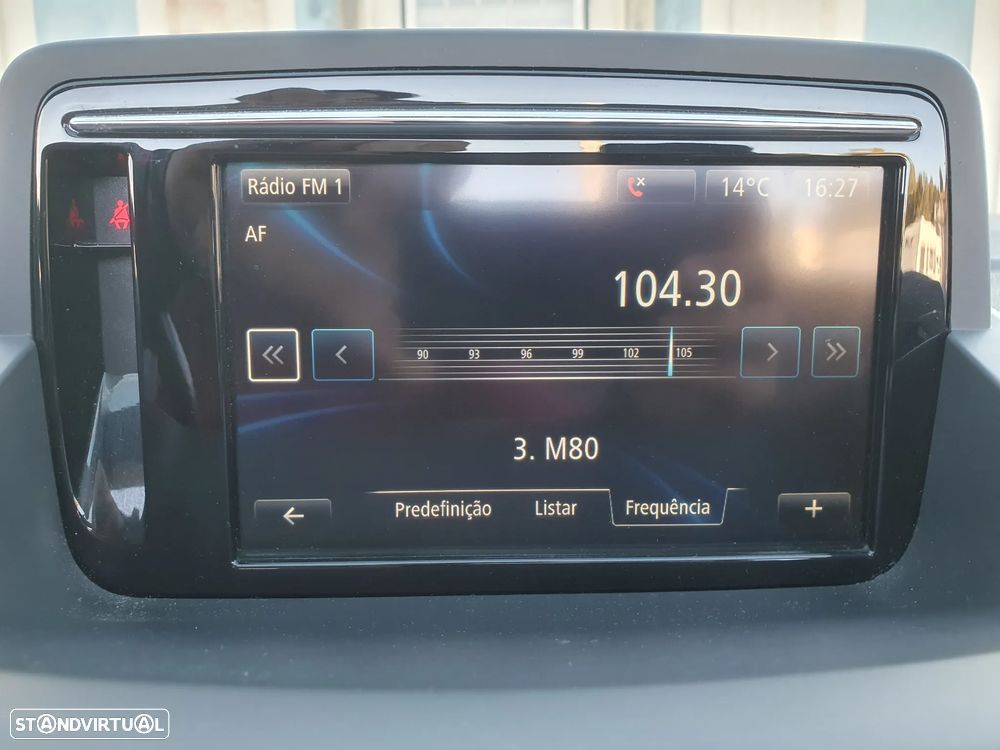 Rádio FM 1
14°C 16:27
AF
104.30
90 93 96 99 102 105
3. M80
Predefinição Listar Frequência
STANDVIRTUAL